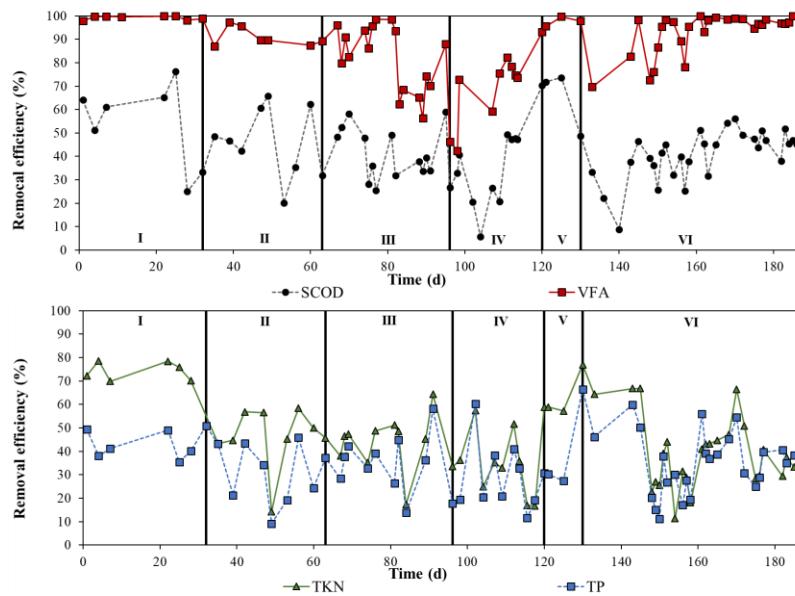 Remocal efficiency (%)
100
90
80
70
60
50
40
30
20
10
0
I II III IV V VI
0 20 40 60 80 100 120 140 160 180
Time (d)
SCOD VFA
Removal efficiency (%)
100
90
80
70
60
50
40
30
20
10
0
I II III IV V VI
0 20 40 60 80 100 120 140 160 180
Time (d)
TKN TP